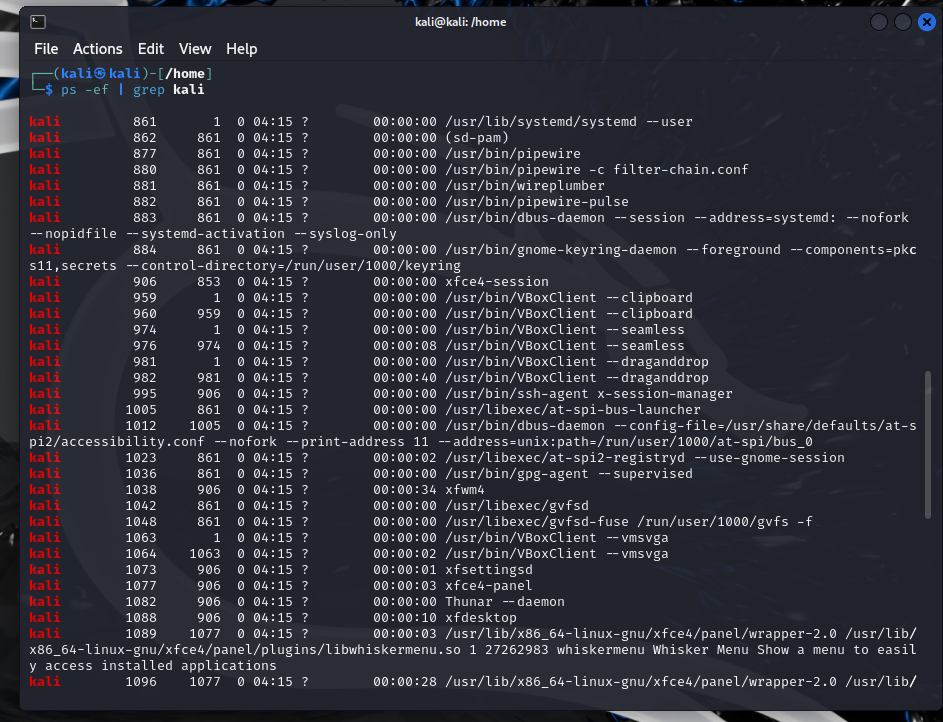 kali@kali: /home
File Actions Edit View Help
┌──(kali㉿kali)-[/home]
└─$ ps -ef | grep kali
kali 861 1 0 04:15 ? 00:00:00 /usr/lib/systemd/systemd --user
kali 862 861 0 04:15 ? 00:00:00 (sd-pam)
kali 877 861 0 04:15 ? 00:00:00 /usr/bin/pipewire
kali 880 861 0 04:15 ? 00:00:00 /usr/bin/pipewire -c filter-chain.conf
kali 881 861 0 04:15 ? 00:00:00 /usr/bin/wireplumber
kali 882 861 0 04:15 ? 00:00:00 /usr/bin/pipewire-pulse
kali 883 861 0 04:15 ? 00:00:00 /usr/bin/dbus-daemon --session --address=systemd: --nofork
--nopidfile --systemd-activation --syslog-only
kali 884 861 0 04:15 ? 00:00:00 /usr/bin/gnome-keyring-daemon --foreground --components=pkc
s11,secrets --control-directory=/run/user/1000/keyring
kali 906 853 0 04:15 ? 00:00:00 xfce4-session
kali 959 1 0 04:15 ? 00:00:00 /usr/bin/VBoxClient --clipboard
kali 960 959 0 04:15 ? 00:00:00 /usr/bin/VBoxClient --clipboard
kali 974 1 0 04:15 ? 00:00:00 /usr/bin/VBoxClient --seamless
kali 976 974 0 04:15 ? 00:00:08 /usr/bin/VBoxClient --seamless
kali 981 1 0 04:15 ? 00:00:00 /usr/bin/VBoxClient --draganddrop
kali 982 981 0 04:15 ? 00:00:40 /usr/bin/VBoxClient --draganddrop
kali 995 906 0 04:15 ? 00:00:00 /usr/bin/ssh-agent x-session-manager
kali 1005 861 0 04:15 ? 00:00:00 /usr/libexec/at-spi-bus-launcher
kali 1012 1005 0 04:15 ? 00:00:00 /usr/bin/dbus-daemon --config-file=/usr/share/defaults/at-s
pi2/accessibility.conf --nofork --print-address 11 --address=unix:path=/run/user/1000/at-spi/bus_0
kali 1023 861 0 04:15 ? 00:00:02 /usr/libexec/at-spi2-registryd --use-gnome-session
kali 1036 861 0 04:15 ? 00:00:00 /usr/bin/gpg-agent --supervised
kali 1038 906 0 04:15 ? 00:00:34 xfwm4
kali 1042 861 0 04:15 ? 00:00:00 /usr/libexec/gvfsd
kali 1048 861 0 04:15 ? 00:00:00 /usr/libexec/gvfsd-fuse /run/user/1000/gvfs -f
kali 1063 1 0 04:15 ? 00:00:00 /usr/bin/VBoxClient --vmsvga
kali 1064 1063 0 04:15 ? 00:00:02 /usr/bin/VBoxClient --vmsvga
kali 1073 906 0 04:15 ? 00:00:01 xfsettingsd
kali 1077 906 0 04:15 ? 00:00:03 xfce4-panel
kali 1082 906 0 04:15 ? 00:00:00 Thunar --daemon
kali 1088 906 0 04:15 ? 00:00:10 xfdesktop
kali 1089 1077 0 04:15 ? 00:00:03 /usr/lib/x86_64-linux-gnu/xfce4/panel/wrapper-2.0 /usr/lib/
x86_64-linux-gnu/xfce4/panel/plugins/libwhiskermenu.so 1 27262983 whiskermenu Whisker Menu Show a menu to easil
y access installed applications
kali 1096 1077 0 04:15 ? 00:00:28 /usr/lib/x86_64-linux-gnu/xfce4/panel/wrapper-2.0 /usr/lib/